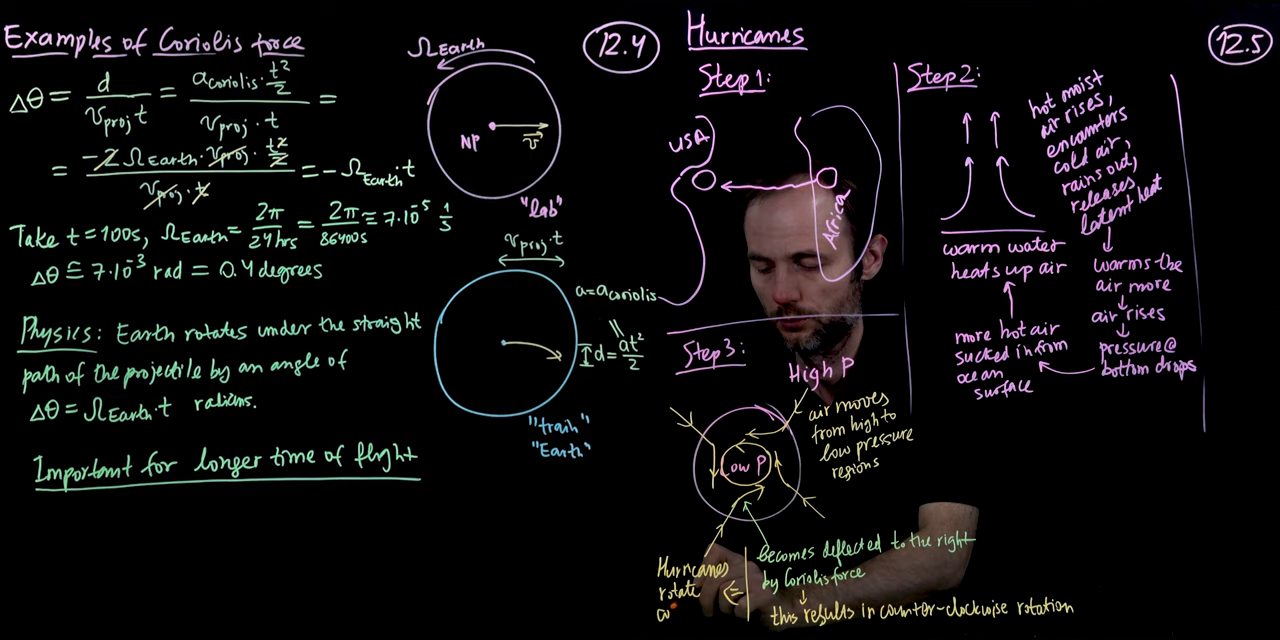 Examples of Coriolis force
Δθ = d / (v_proj t) = (a_coriolis · t²/2) / (v_proj · t) =
= (-2 Ω_Earth · v_proj · t²/2) / (v_proj · t) = -Ω_Earth · t
Take t=100s, Ω_Earth = 2π / 24hrs = 2π / 86400s ≅ 7·10⁻⁵ 1/s
Δθ ≅ 7·10⁻³ rad = 0.4 degrees
Physics: Earth rotates under the straight
path of the projectile by an angle of
Δθ = Ω_Earth · t radians.
Important for longer time of flight
Ω_Earth
NP
v⃗
"lab"
v_proj · t
a = a_coriolis
d = at²/2
"train"
"Earth"
12.4
Hurricanes
12.5
Step 1:
USA
Africa
Step 2:
warm water
heats up air
hot moist
air rises,
encounters
cold air,
rains out,
releases
latent heat
warms the
air more
air rises
pressure@
bottom drops
more hot air
sucked in from
ocean
surface
Step 3:
High P
Low P
air moves
from high to
low pressure
regions
becomes deflected to the right
by Coriolis force
this results in counter-clockwise rotation
⇐
Hurricanes
rotate
co